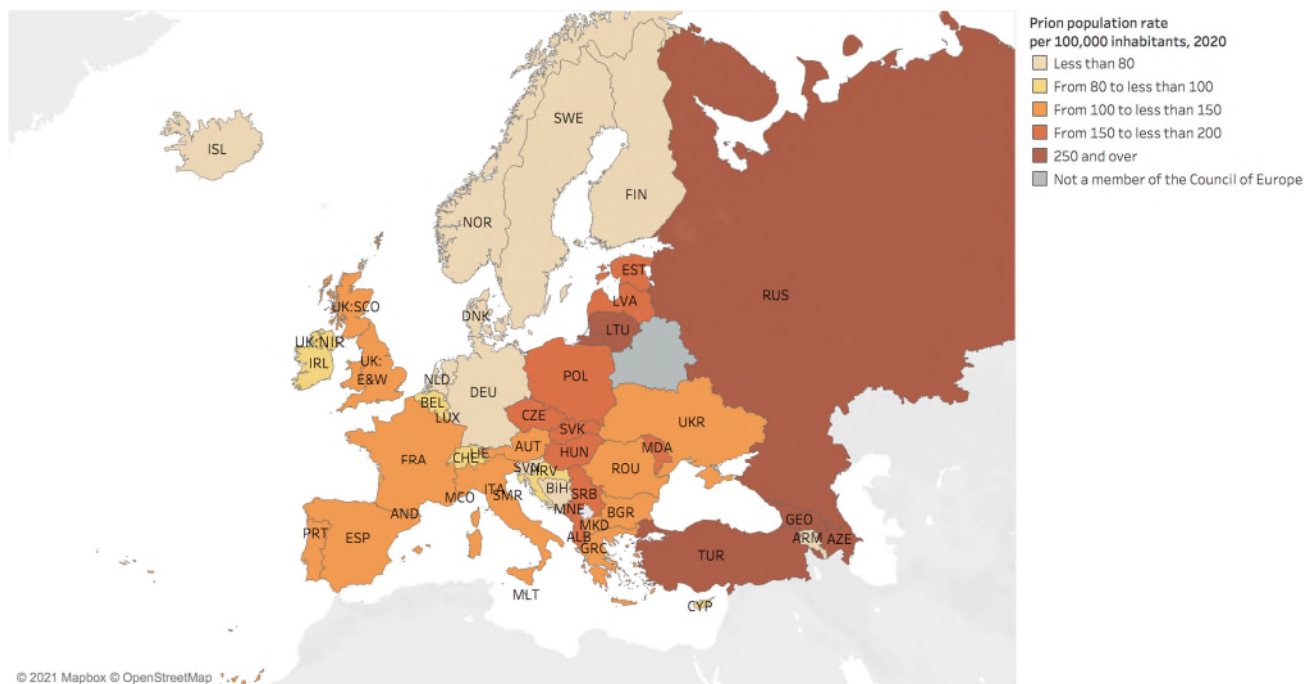 Prion population rate
per 100,000 inhabitants, 2020
Less than 80
From 80 to less than 100
From 100 to less than 150
From 150 to less than 200
250 and over
Not a member of the Council of Europe
ISL
SWE
FIN
NOR
RUS
EST
LVA
UK:SCO
DNK
LTU
UK:NIR
IRL
UK:
E&W
NLD
DEU
POL
BEL
LUX
CZE
UKR
SVK
AUT
MDA
FRA
CHE
LIE
HUN
SVN
HRV
ROU
ITA
BiH
SRB
MCO
SMR
MNE
BGR
AND
MKD
PRT
ESP
ALB
GRC
GEO
ARM
AZE
TUR
MLT
CYP
© 2021 Mapbox © OpenStreetMap